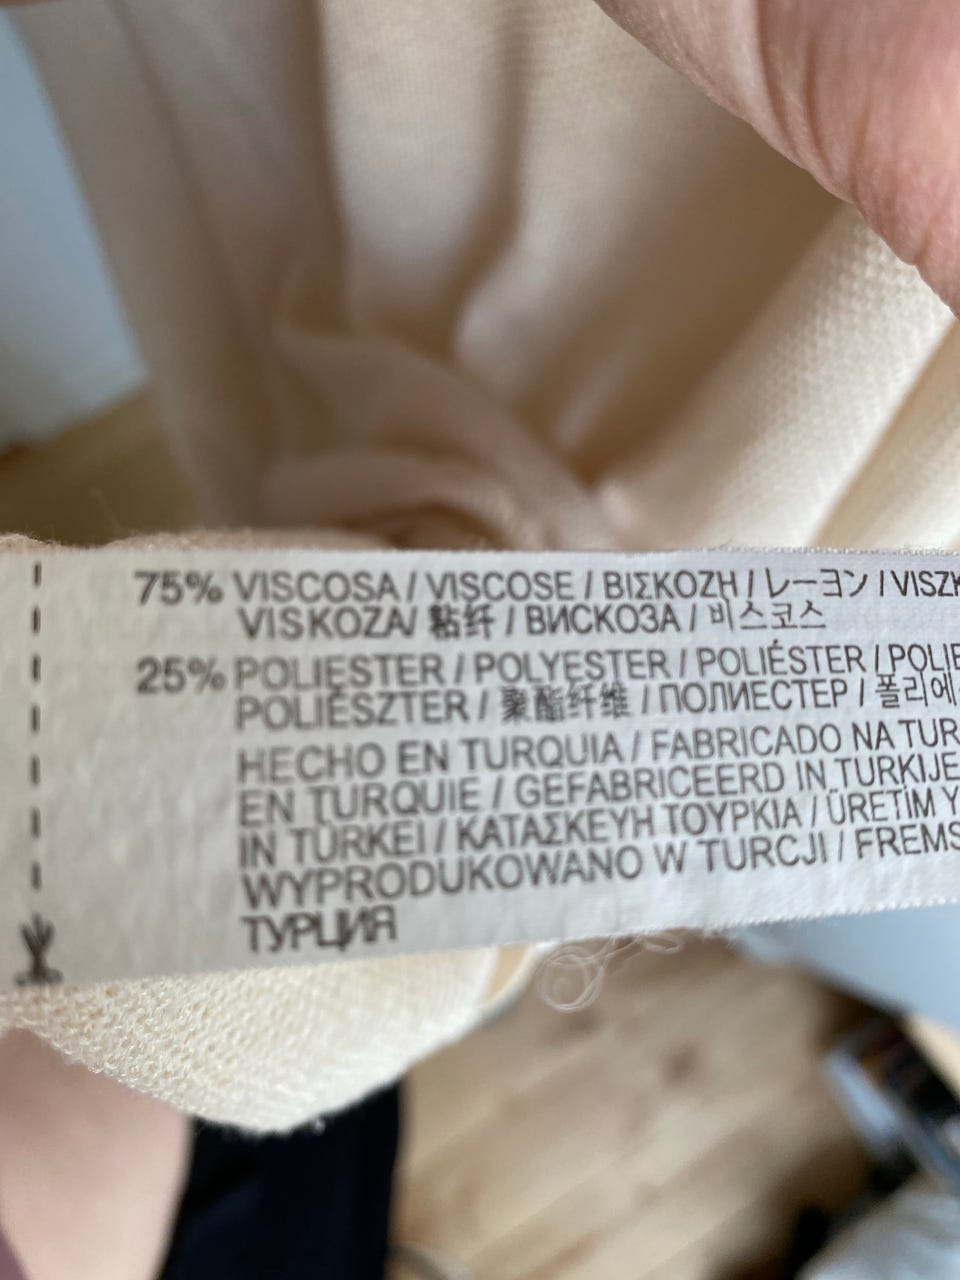 75% VISCOSA / VISCOSE / ΒΙΣΚΟΖΗ / レーヨン /
VISKOZA/ 粘纤 / ВИСКОЗА / 비스코스
25% POLIESTER / POLYESTER / POLIÉSTER /
POLIÉSZTER / 聚酯纤维 / ПОЛИЕСТЕР /
HECHO EN TURQUIA / FABRICADO NA
EN TURQUIE / GEFABRICEERD IN TURKIJE
IN TÜRKEI / ΚΑΤΑΣΚΕΥΗ ΤΟΥΡΚΙΑ / ÜRETİM
WYPRODUKOWANO W TURCJI /
ТУРЦИЯ